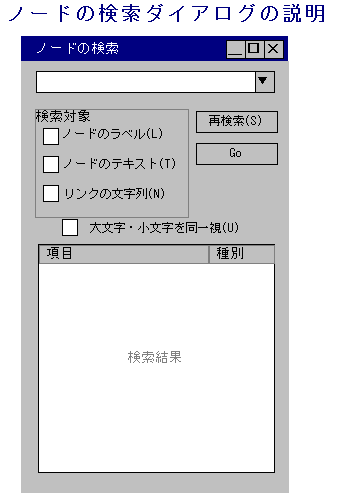 ノードの検索ダイアログの説明
ノードの検索
検索対象
ノードのラベル(L)
再検索(S)
ノードのテキスト(T)
Go
リンクの文字列(N)
大文字・小文字を同一視(U)
項目 種別
検索結果